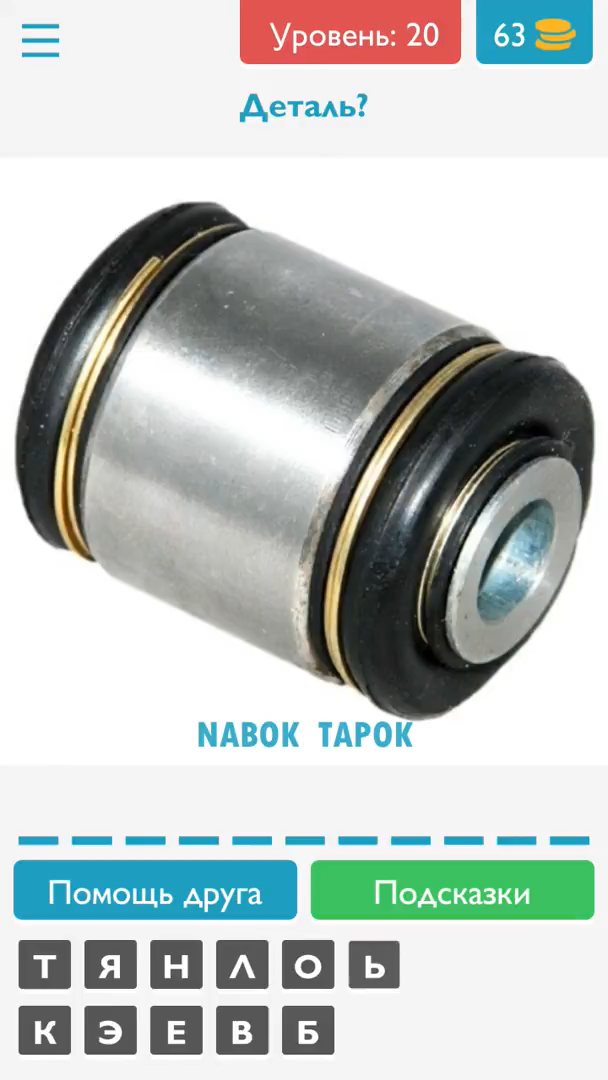 Уровень: 20
63
Деталь?
NABOK TAPOK
Помощь друга
Подсказки
Т Я Н Л О Ь
К Э Е В Б